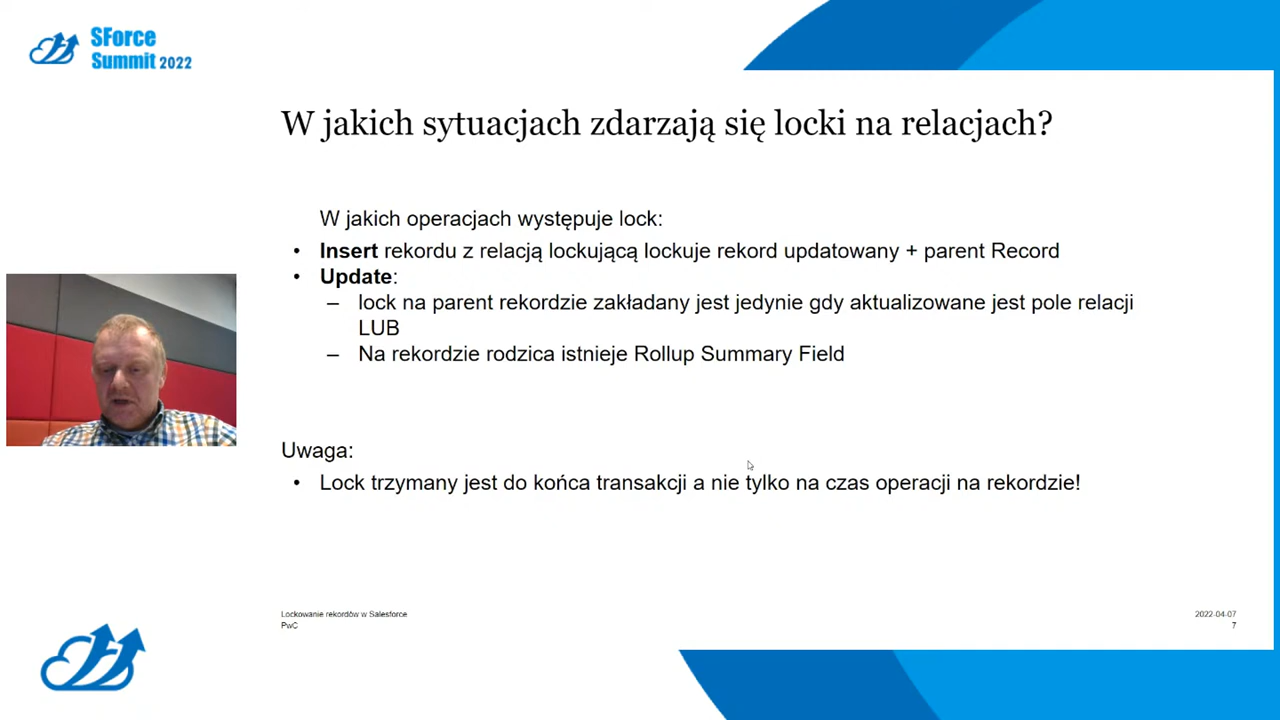 SForce
Summit 2022
W jakich sytuacjach zdarzają się locki na relacjach?
W jakich operacjach występuje lock:
• Insert rekordu z relacją lockującą lockuje rekord updatowany + parent Record
• Update:
– lock na parent rekordzie zakładany jest jedynie gdy aktualizowane jest pole relacji
LUB
– Na rekordzie rodzica istnieje Rollup Summary Field
Uwaga:
• Lock trzymany jest do końca transakcji a nie tylko na czas operacji na rekordzie!
Lockowanie rekordów w Salesforce
PwC
2022-04-07
7